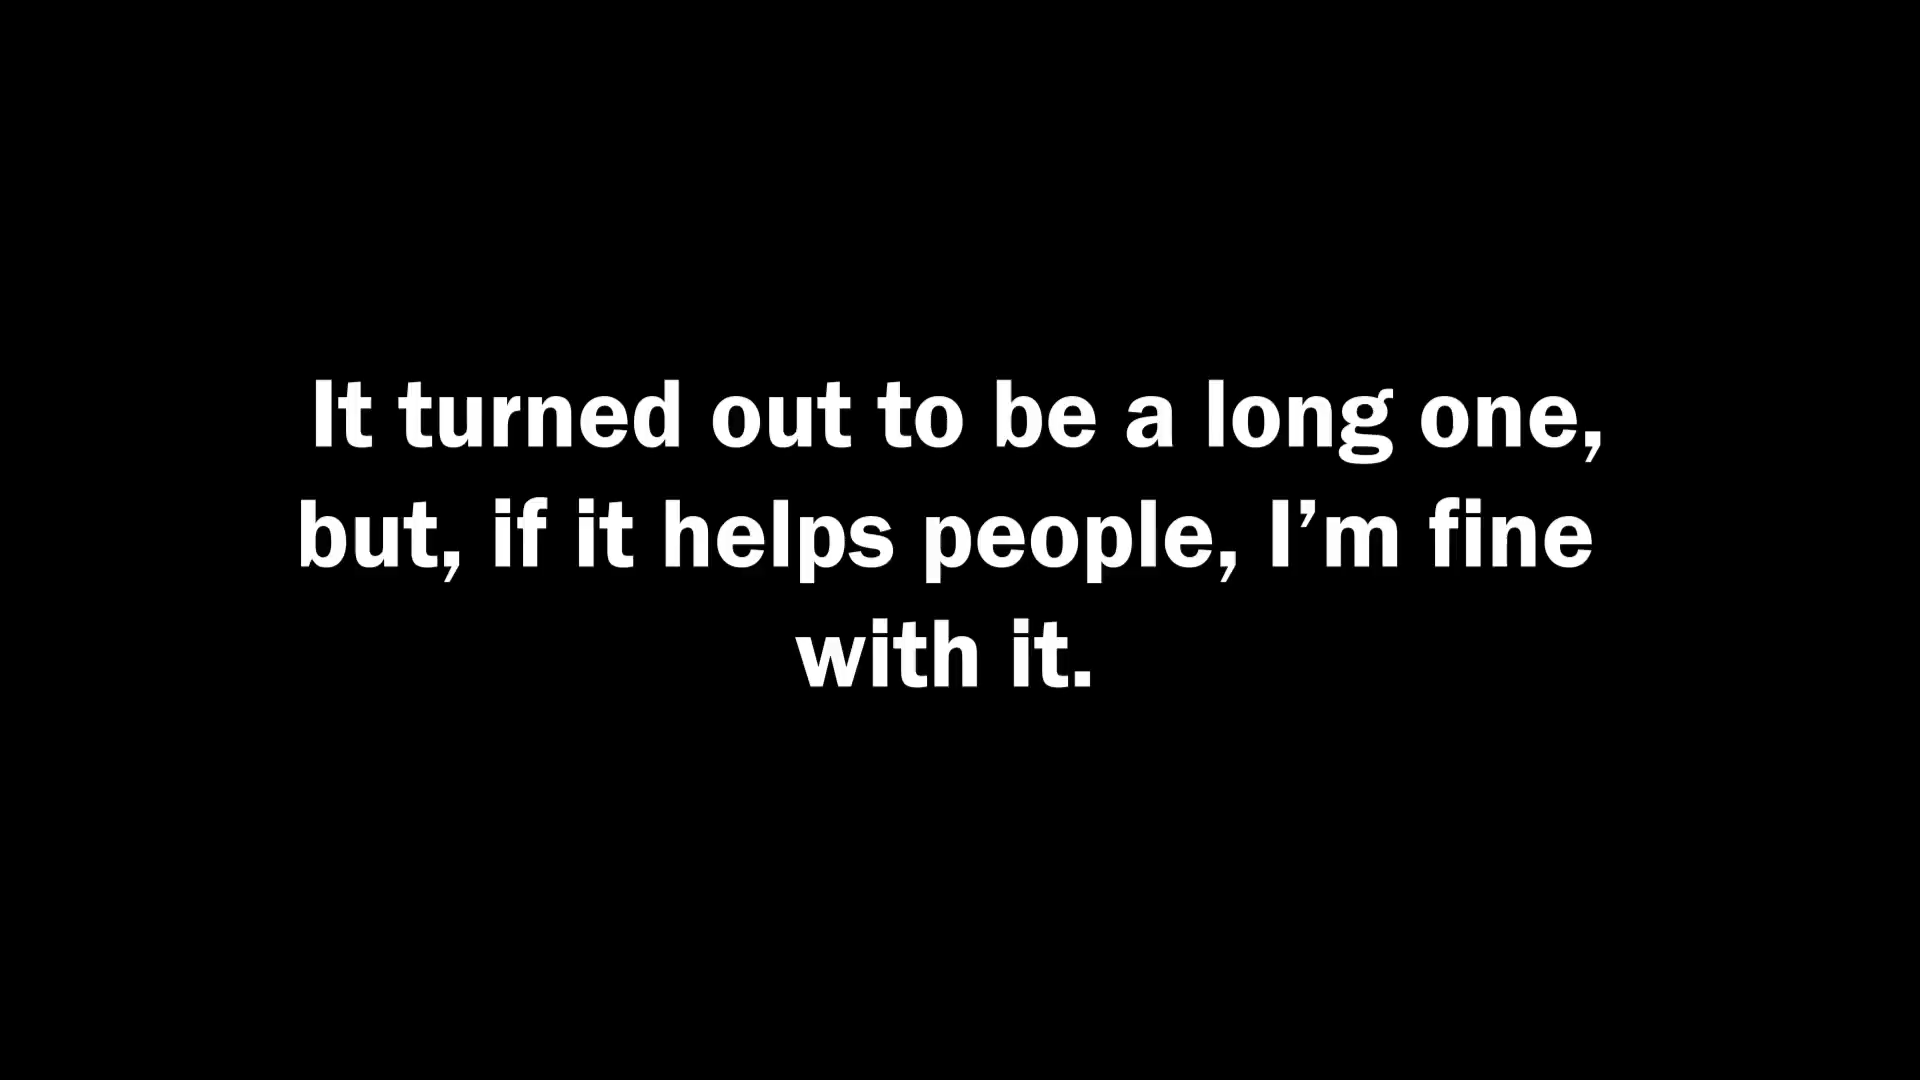 It turned out to be a long one,
but, if it helps people, I’m fine
with it.